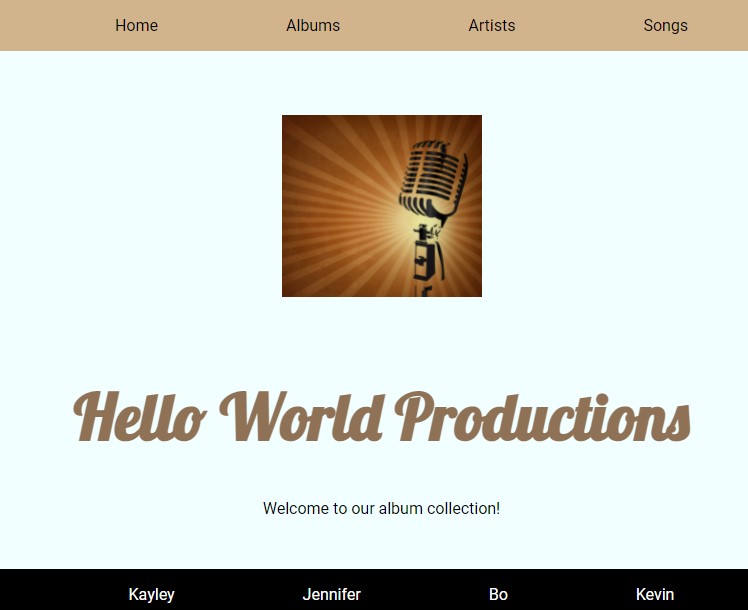 Home Albums Artists Songs
Hello World Productions
Welcome to our album collection!
Kayley Jennifer Bo Kevin